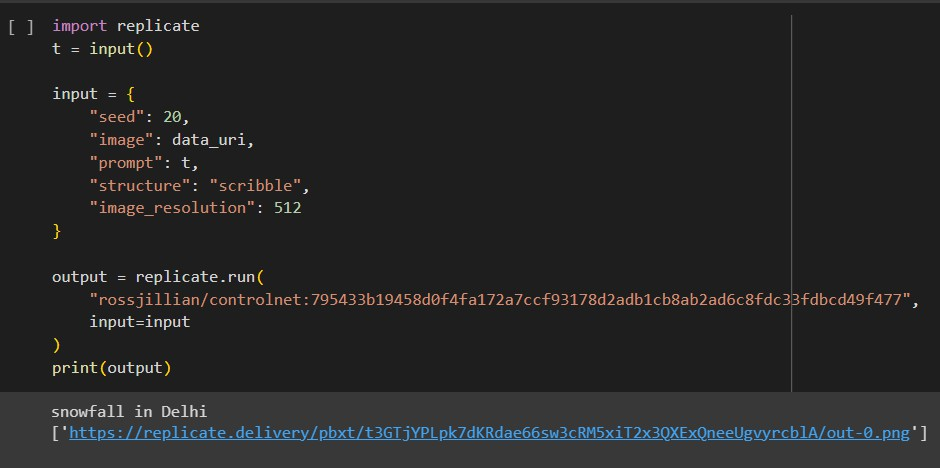 [ ] import replicate
t = input()
input = {
"seed": 20,
"image": data_uri,
"prompt": t,
"structure": "scribble",
"image_resolution": 512
}
output = replicate.run(
"rossjillian/controlnet:795433b19458d0f4fa172a7ccf93178d2adb1cb8ab2ad6c8fdc33fdbcd49f477",
input=input
)
print(output)
snowfall in Delhi
['https://replicate.delivery/pbxt/t3GTjYPLpk7dKRdae66sw3cRM5xiT2x3QXExQneeUgvyrcblA/out-0.png']